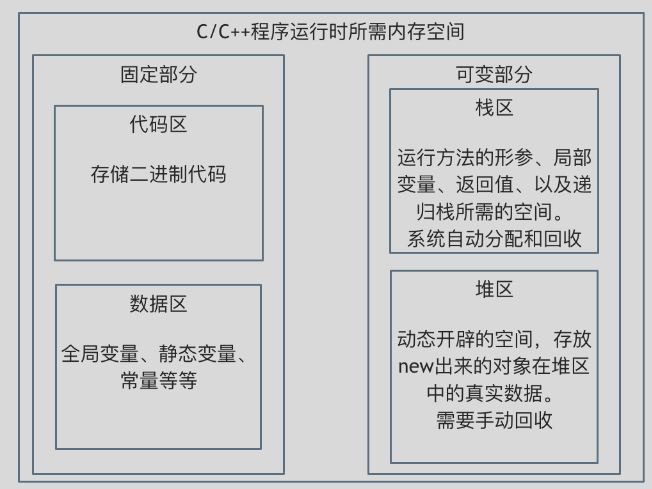 C/C++程序运行时所需内存空间
固定部分
代码区
存储二进制代码
数据区
全局变量、静态变量、
常量等等
可变部分
栈区
运行方法的形参、局部
变量、返回值、以及递
归栈所需的空间。
系统自动分配和回收
堆区
动态开辟的空间，存放
new出来的对象在堆区
中的真实数据。
需要手动回收